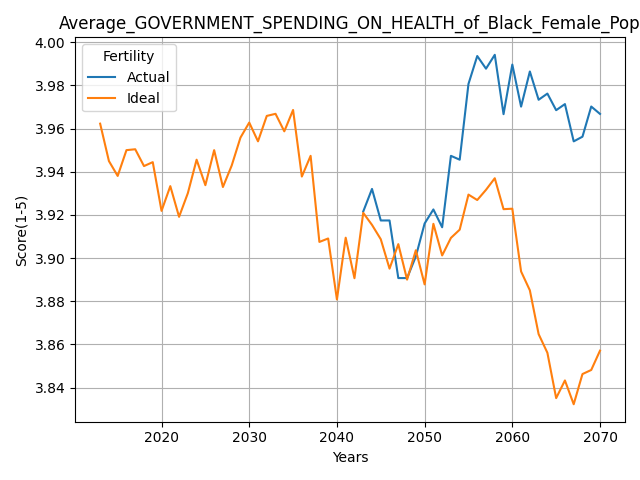 Average_GOVERNMENT_SPENDING_ON_HEALTH_of_Black_Female_Pop
Fertility
Actual
Ideal
Score(1-5)
4.00
3.98
3.96
3.94
3.92
3.90
3.88
3.86
3.84
2020 2030 2040 2050 2060 2070
Years